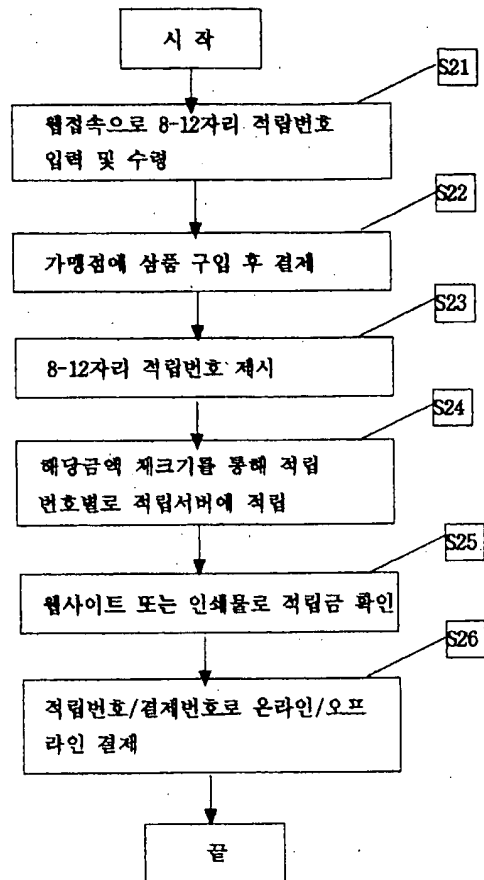 시 작
S21
웹접속으로 8-12자리 적립번호
입력 및 수령
S22
가맹점에 삼품 구입 후 결제
S23
8-12자리 적립번호 제시
S24
해당금액 채크기를 통해 적립
번호별로 적립서버에 적립
S25
웹사이트 또는 인쇄물로 적립금 확인
S26
적립번호/결제번호로 온라인/오프
라인 결제
끝